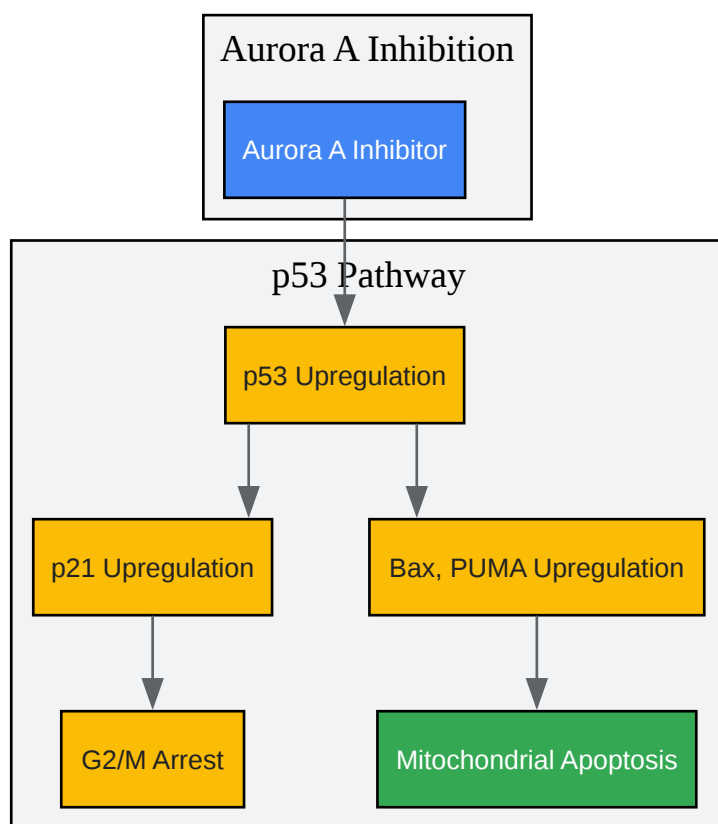 Aurora A Inhibition
Aurora A Inhibitor
p53 Pathway
p53 Upregulation
p21 Upregulation
Bax, PUMA Upregulation
G2/M Arrest
Mitochondrial Apoptosis